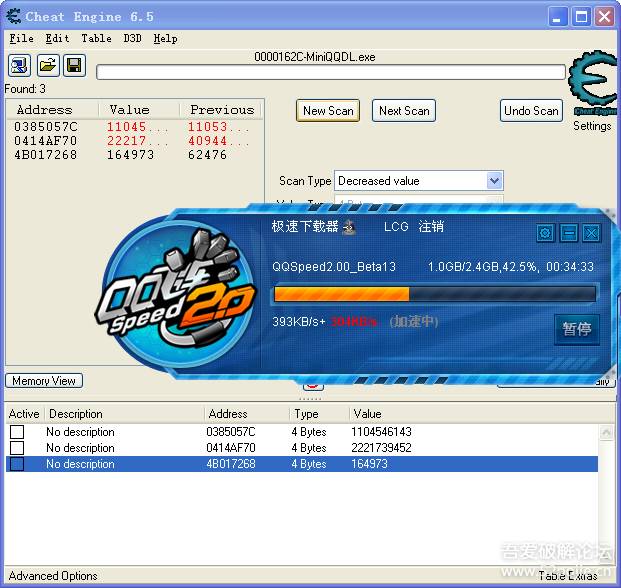 Cheat Engine 6.5
File Edit Table D3D Help
0000162C-MiniQQDL.exe
Found: 3
Address Value Previous
0385057C 11045... 11053...
0414AF70 22217... 40944...
4B017268 164973 62476
New Scan Next Scan Undo Scan
Cheat Engine
Settings
Scan Type Decreased value
极速下载器 LCG 注销
QQSpeed2.00_Beta13 1.0GB/2.4GB,42.5%, 00:34:33
QQ飞车
Speed 2.0
393KB/s+ 304KB/s (加速中)
暂停
Memory View
Active Description Address Type Value
No description 0385057C 4 Bytes 1104546143
No description 0414AF70 4 Bytes 2221739452
No description 4B017268 4 Bytes 164973
吾爱破解论坛
Advanced Options Table Extras